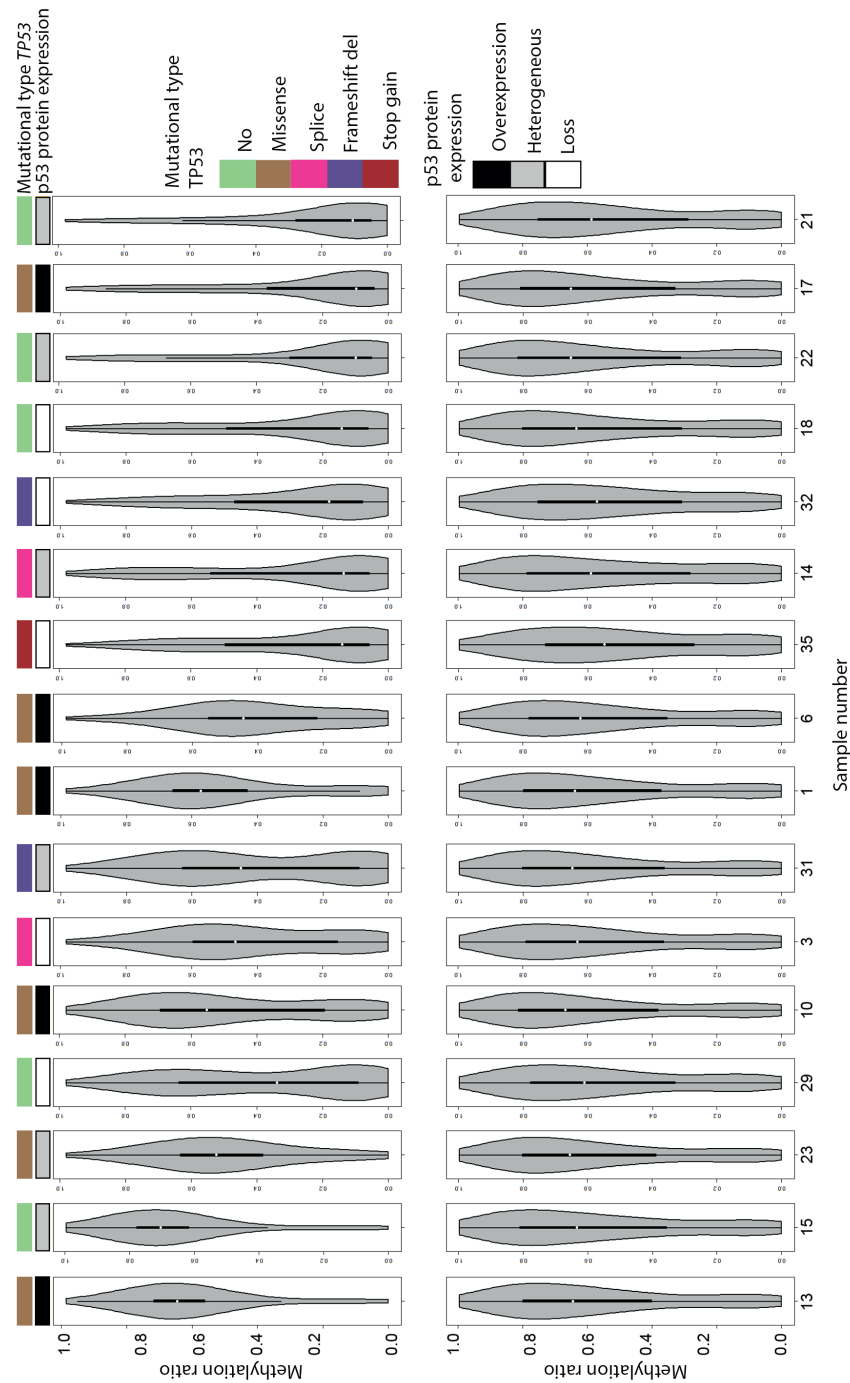 Mutational type TP53
p53 protein expression
Methylation ratio
1.0
0.8
0.6
0.4
0.2
0.0
Mutational type
TP53
No
Missense
Splice
Frameshift del
Stop gain
Methylation ratio
1.0
0.8
0.6
0.4
0.2
0.0
p53 protein
expression
Overexpression
Heterogeneous
Loss
13 15 23 29 10 3 31 1 6 35 14 32 18 22 17 21
Sample number